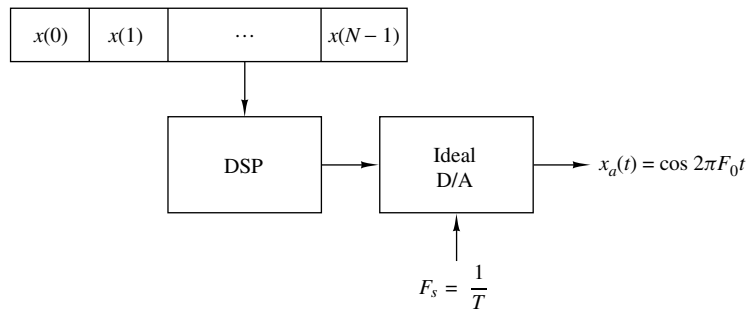 x(0) x(1) ⋯ x(N – 1)
DSP
Ideal
D/A
x_a(t) = cos 2πF_0t
F_s = 1/T